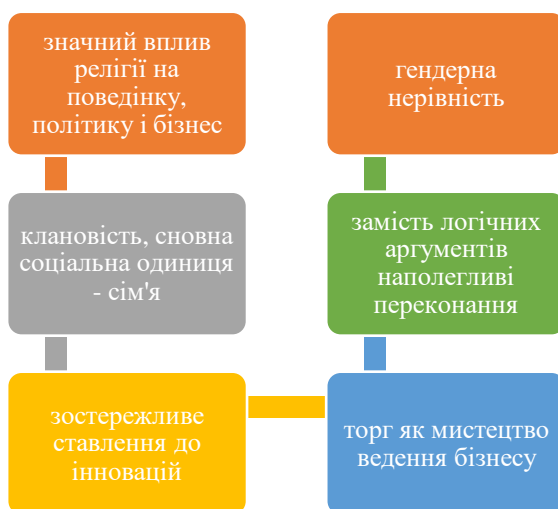 значний вплив
релігії на
поведінку,
політику і бізнес
клановість, сновна
соціальна одиниця
- сім'я
зостережливе
ставлення до
інновацій
торг як мистецтво
ведення бізнесу
замість логічних
аргументів
наполегливі
переконання
гендерна
нерівність